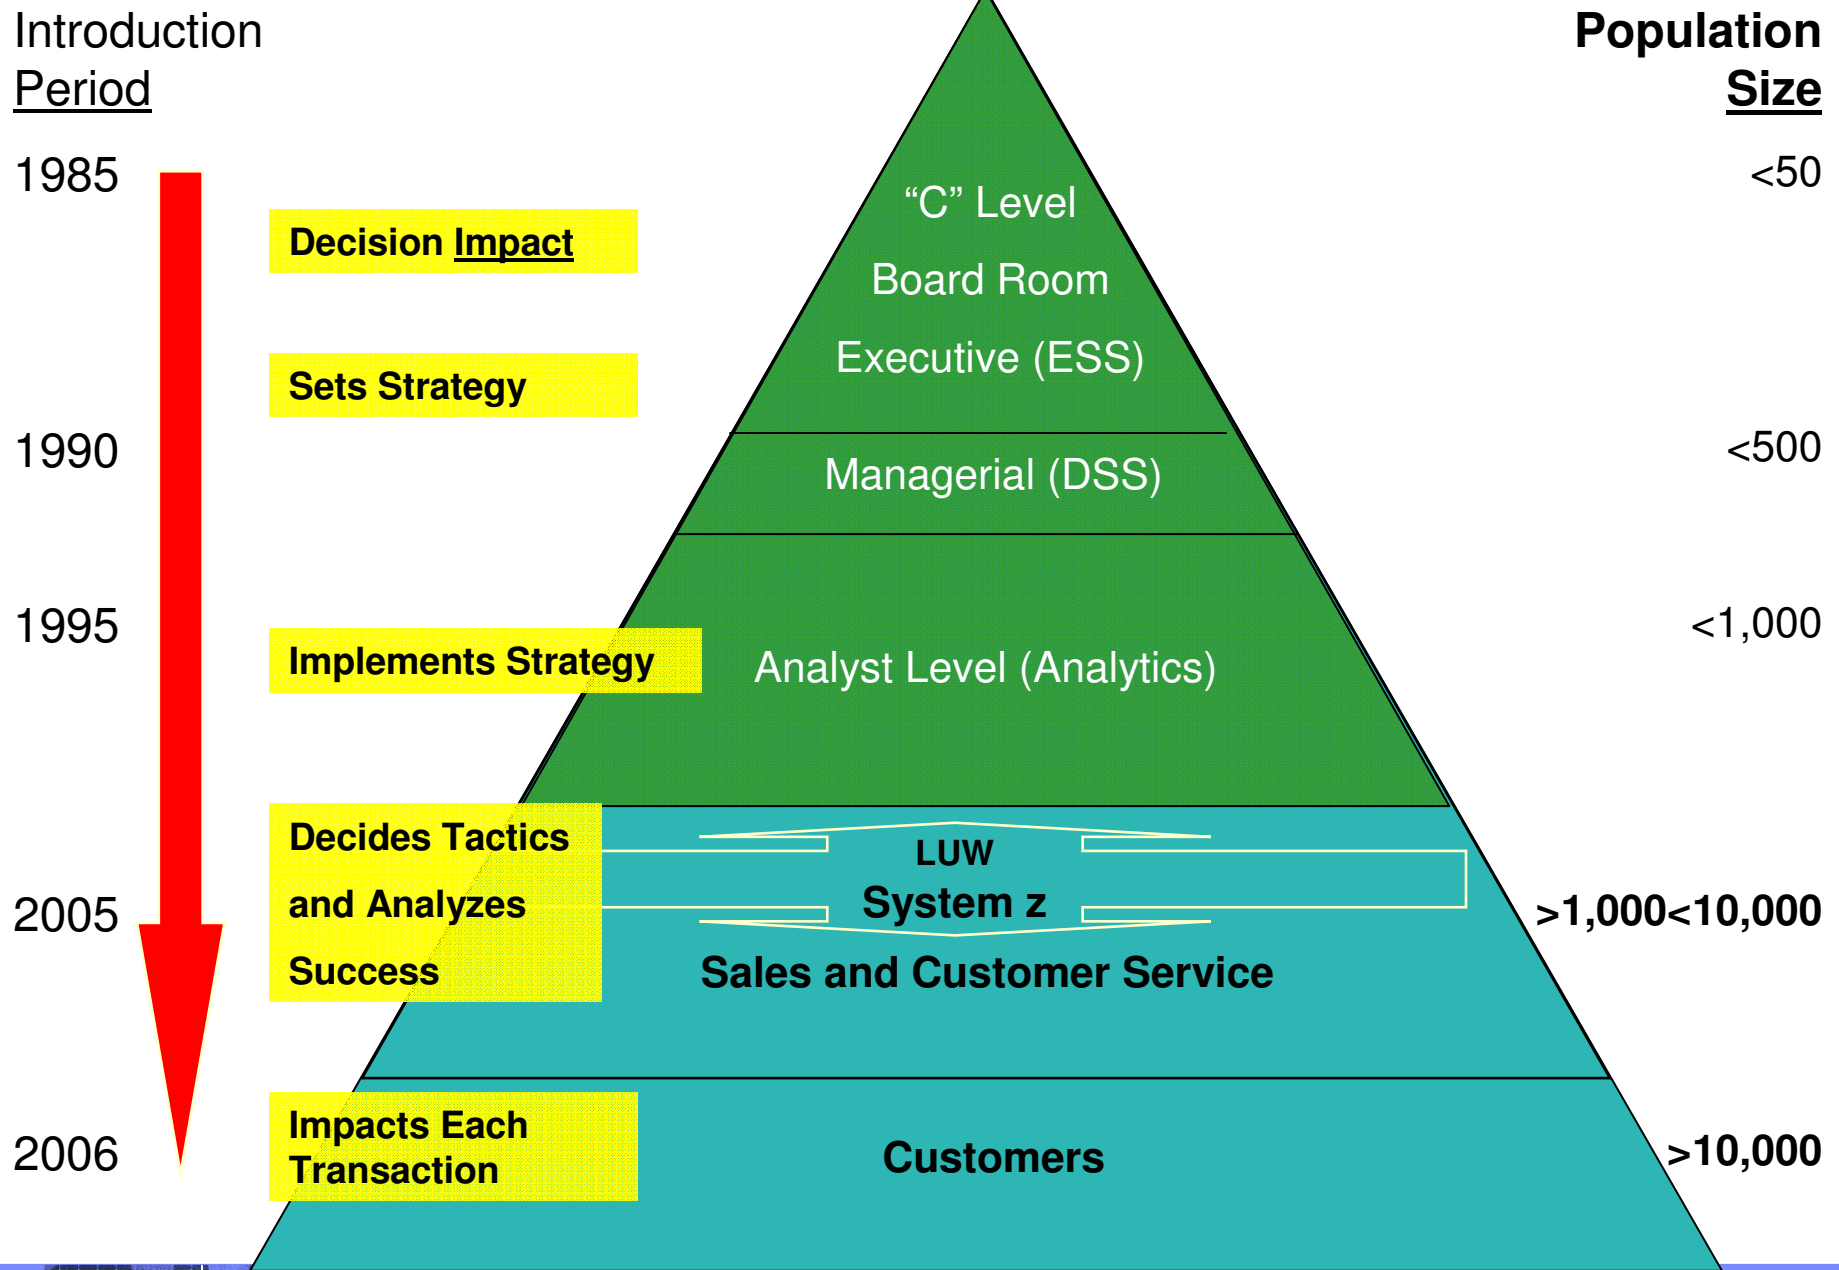 Introduction
Period
Population
Size
1985
<50
“C” Level
Decision Impact
Board Room
Executive (ESS)
Sets Strategy
1990
<500
Managerial (DSS)
1995
<1,000
Implements Strategy
Analyst Level (Analytics)
Decides Tactics
and Analyzes
Success
LUW
System z
2005
>1,000<10,000
Sales and Customer Service
Impacts Each
Transaction
2006
Customers
>10,000